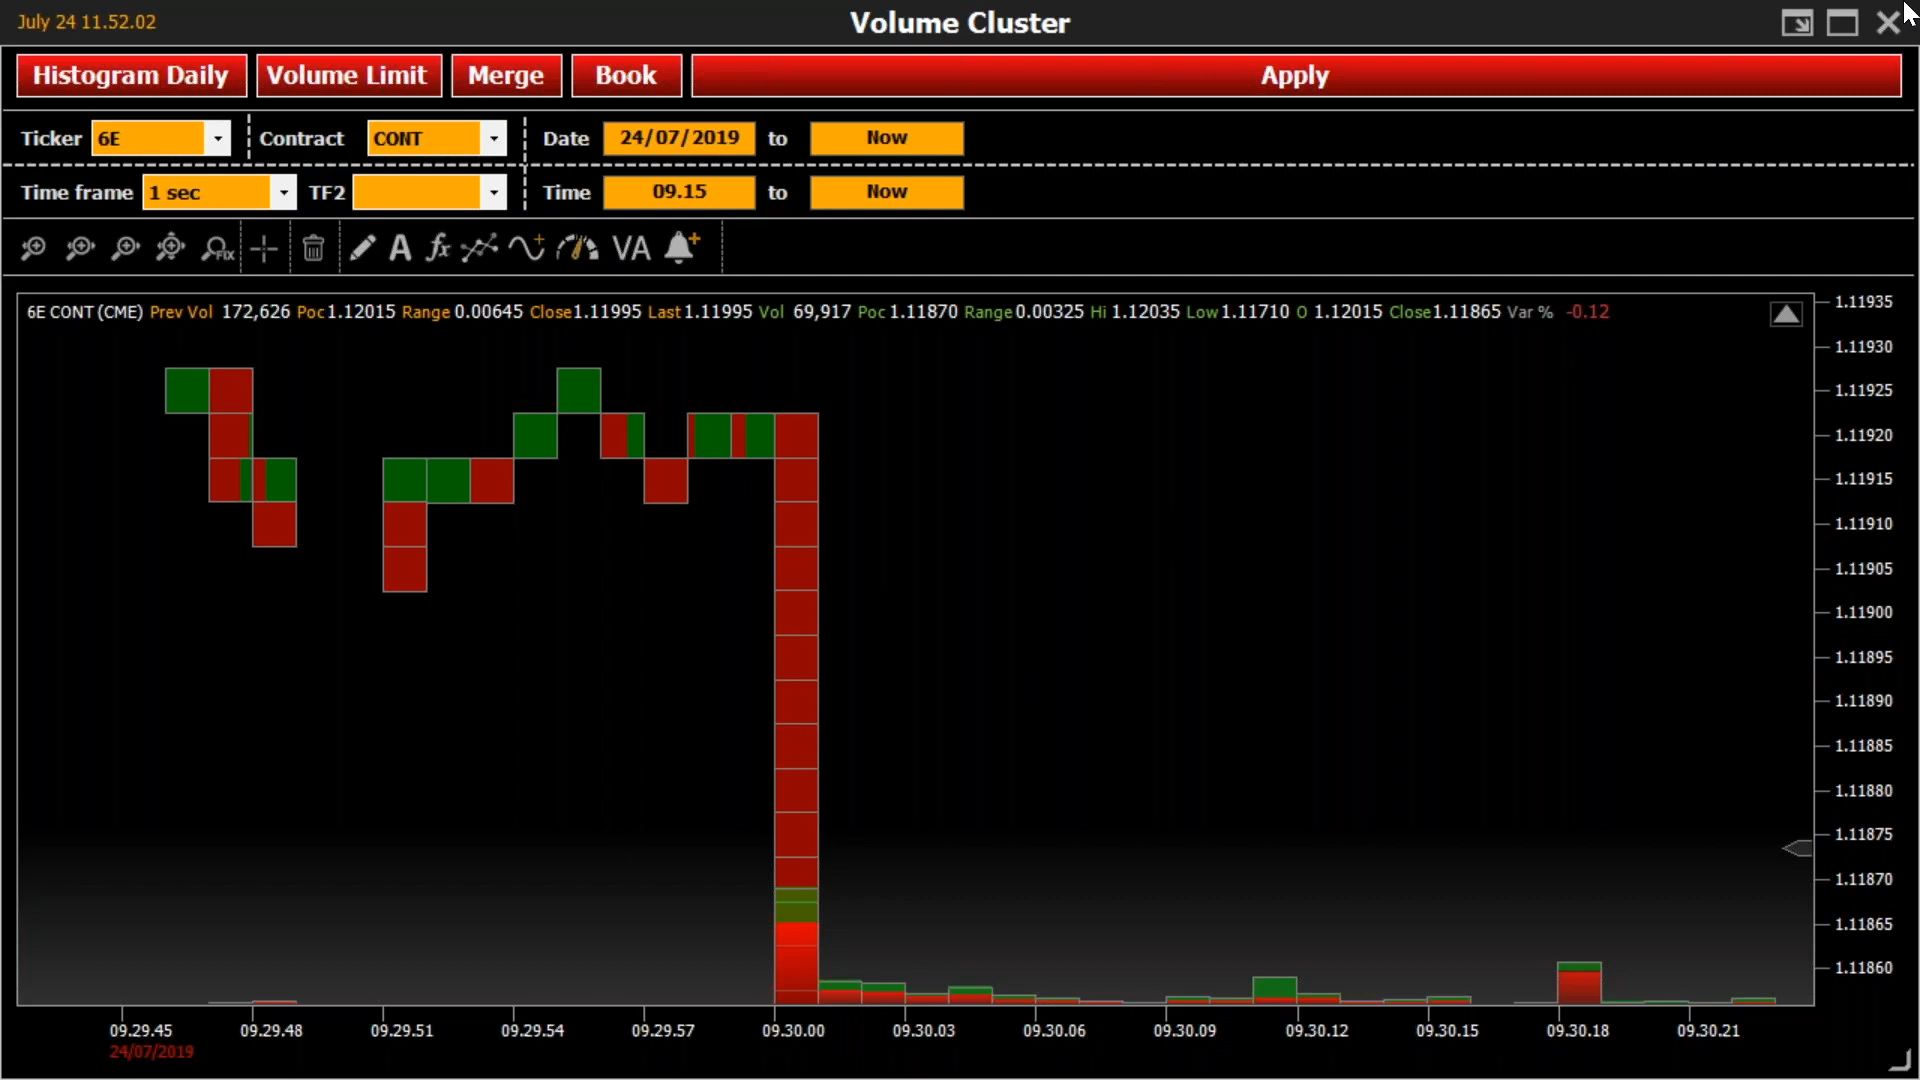 July 24 11.52.02
Volume Cluster
Histogram Daily Volume Limit Merge Book Apply
Ticker 6E Contract CONT Date 24/07/2019 to Now
Time frame 1 sec TF2 Time 09.15 to Now
FIX A fx VA
6E CONT (CME) Prev Vol 172,626 Poc 1.12015 Range 0.00645 Close 1.11995 Last 1.11995 Vol 69,917 Poc 1.11870 Range 0.00325 Hi 1.12035 Low 1.11710 O 1.12015 Close 1.11865 Var % -0.12
1.11935
1.11930
1.11925
1.11920
1.11915
1.11910
1.11905
1.11900
1.11895
1.11890
1.11885
1.11880
1.11875
1.11870
1.11865
1.11860
09.29.45 09.29.48 09.29.51 09.29.54 09.29.57 09.30.00 09.30.03 09.30.06 09.30.09 09.30.12 09.30.15 09.30.18 09.30.21
24/07/2019